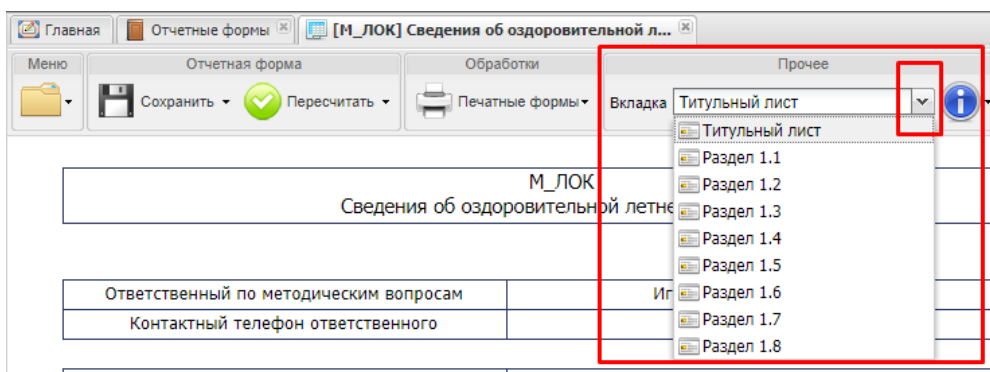 Главная Отчетные формы [М_ЛОК] Сведения об оздоровительной л...
Меню Отчетная форма Обработки Прочее
Сохранить Пересчитать Печатные формы Вкладка Титульный лист
Титульный лист
Раздел 1.1
М_ЛОК Раздел 1.2
Сведения об оздоровительной летне Раздел 1.3
Раздел 1.4
Раздел 1.5
Ответственный по методическим вопросам Иг Раздел 1.6
Контактный телефон ответственного Раздел 1.7
Раздел 1.8